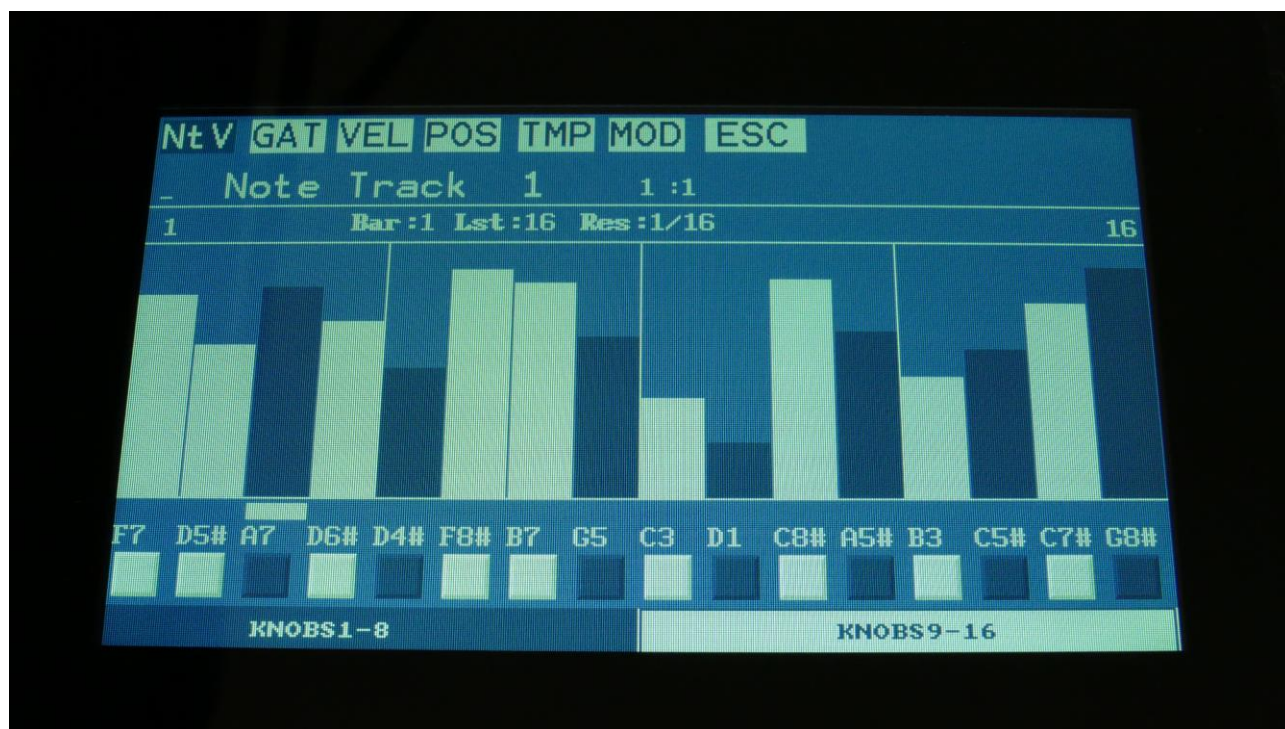 NtV GAT VEL POS TMP MOD ESC
_ Note Track 1 1:1
1 Bar:1 Lst:16 Res:1/16 16
F7 D5# A7 D6# D4# F8# B7 G5 C3 D1 C8# A5# B3 C5# C7# G8#
KNOBS1-8 KNOBS9-16